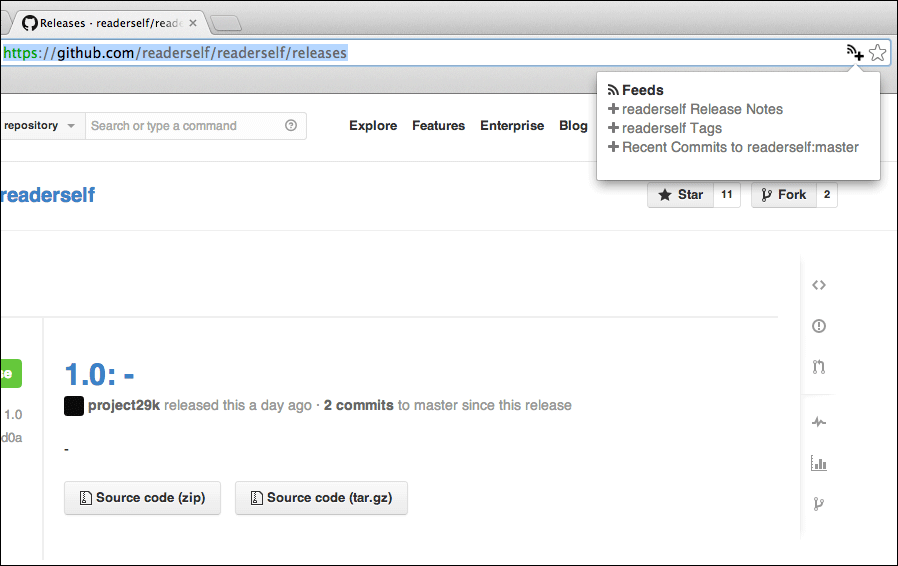 Releases · readerself/reade
https://github.com/readerself/readerself/releases
Feeds
readerself Release Notes
readerself Tags
Recent Commits to readerself:master
repository
Search or type a command
Explore
Features
Enterprise
Blog
readerself
Star
11
Fork
2
se
1.0
d0a
1.0: -
project29k released this a day ago · 2 commits to master since this release
-
Source code (zip)
Source code (tar.gz)